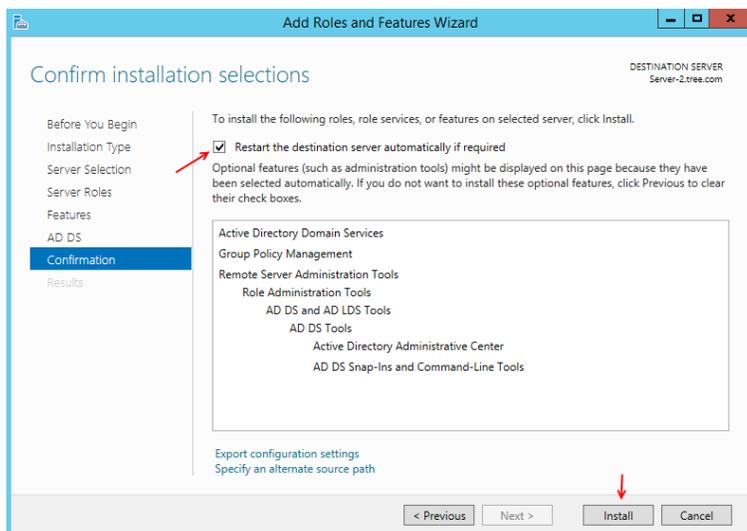 Add Roles and Features Wizard
Confirm installation selections
DESTINATION SERVER
Server-2.tree.com
Before You Begin
Installation Type
Server Selection
Server Roles
Features
AD DS
Confirmation
Results
To install the following roles, role services, or features on selected server, click Install.
Restart the destination server automatically if required
Optional features (such as administration tools) might be displayed on this page because they have
been selected automatically. If you do not want to install these optional features, click Previous to clear
their check boxes.
Active Directory Domain Services
Group Policy Management
Remote Server Administration Tools
Role Administration Tools
AD DS and AD LDS Tools
AD DS Tools
Active Directory Administrative Center
AD DS Snap-Ins and Command-Line Tools
Export configuration settings
Specify an alternate source path
< Previous
Next >
Install
Cancel